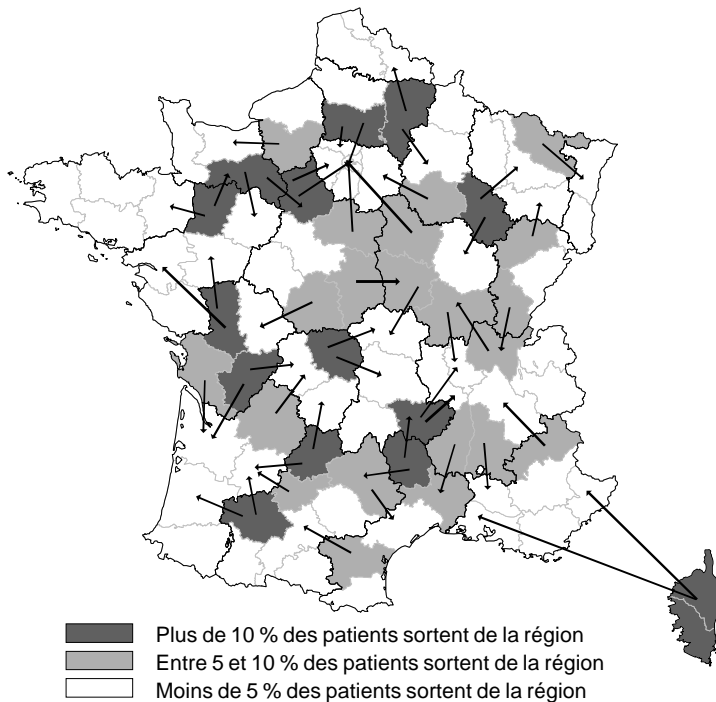 Plus de 10 % des patients sortent de la région
Entre 5 et 10 % des patients sortent de la région
Moins de 5 % des patients sortent de la région